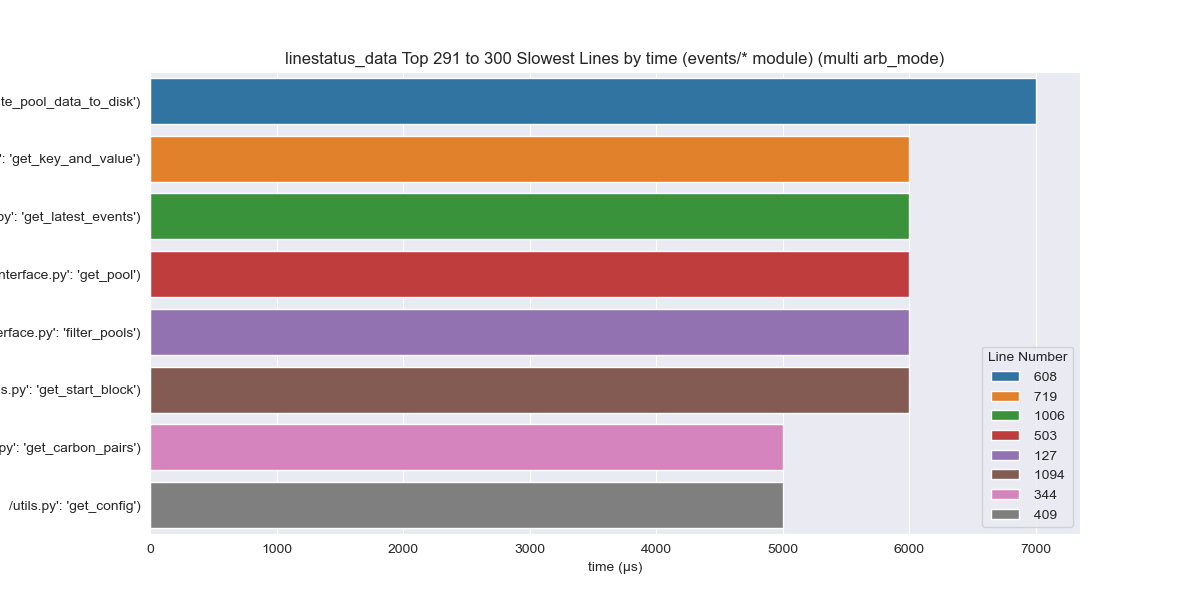 linestatus_data Top 291 to 300 Slowest Lines by time (events/* module) (multi arb_mode)
te_pool_data_to_disk')
': 'get_key_and_value')
py': 'get_latest_events')
nterface.py': 'get_pool')
erface.py': 'filter_pools')
s.py': 'get_start_block')
py': 'get_carbon_pairs')
/utils.py': 'get_config')
Line Number
608
719
1006
503
127
1094
344
409
0 1000 2000 3000 4000 5000 6000 7000
time (µs)